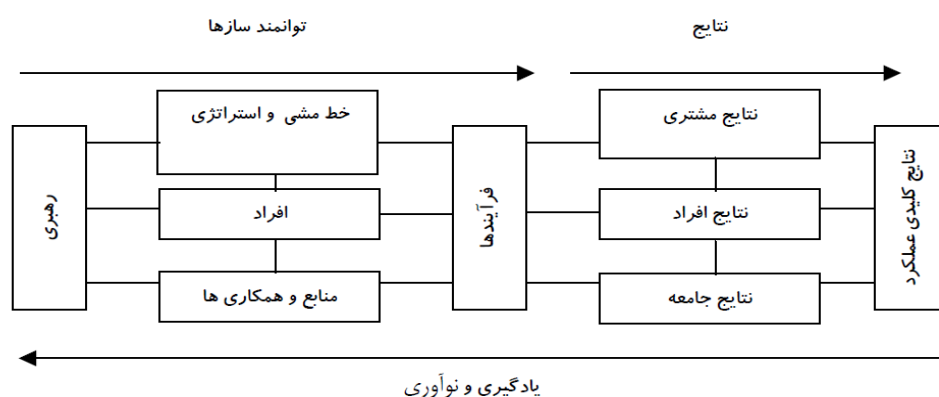 توانمند سازها
نتایج
خط مشی و استراتژی
نتایج مشتری
رهبری
افراد
فرآیندها
نتایج افراد
نتایج کلیدی عملکرد
منابع و همکاری ها
نتایج جامعه
یادگیری و نوآوری